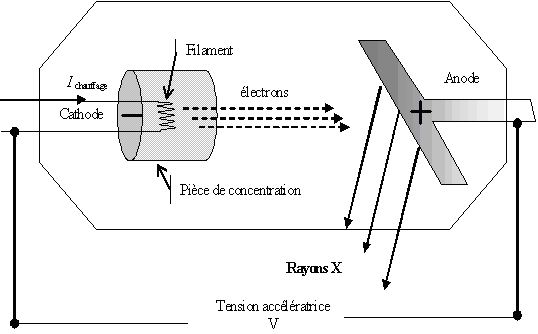 Filament
I chauffage
électrons
Anode
Cathode
−
+
Pièce de concentration
Rayons X
Tension accélératrice
V